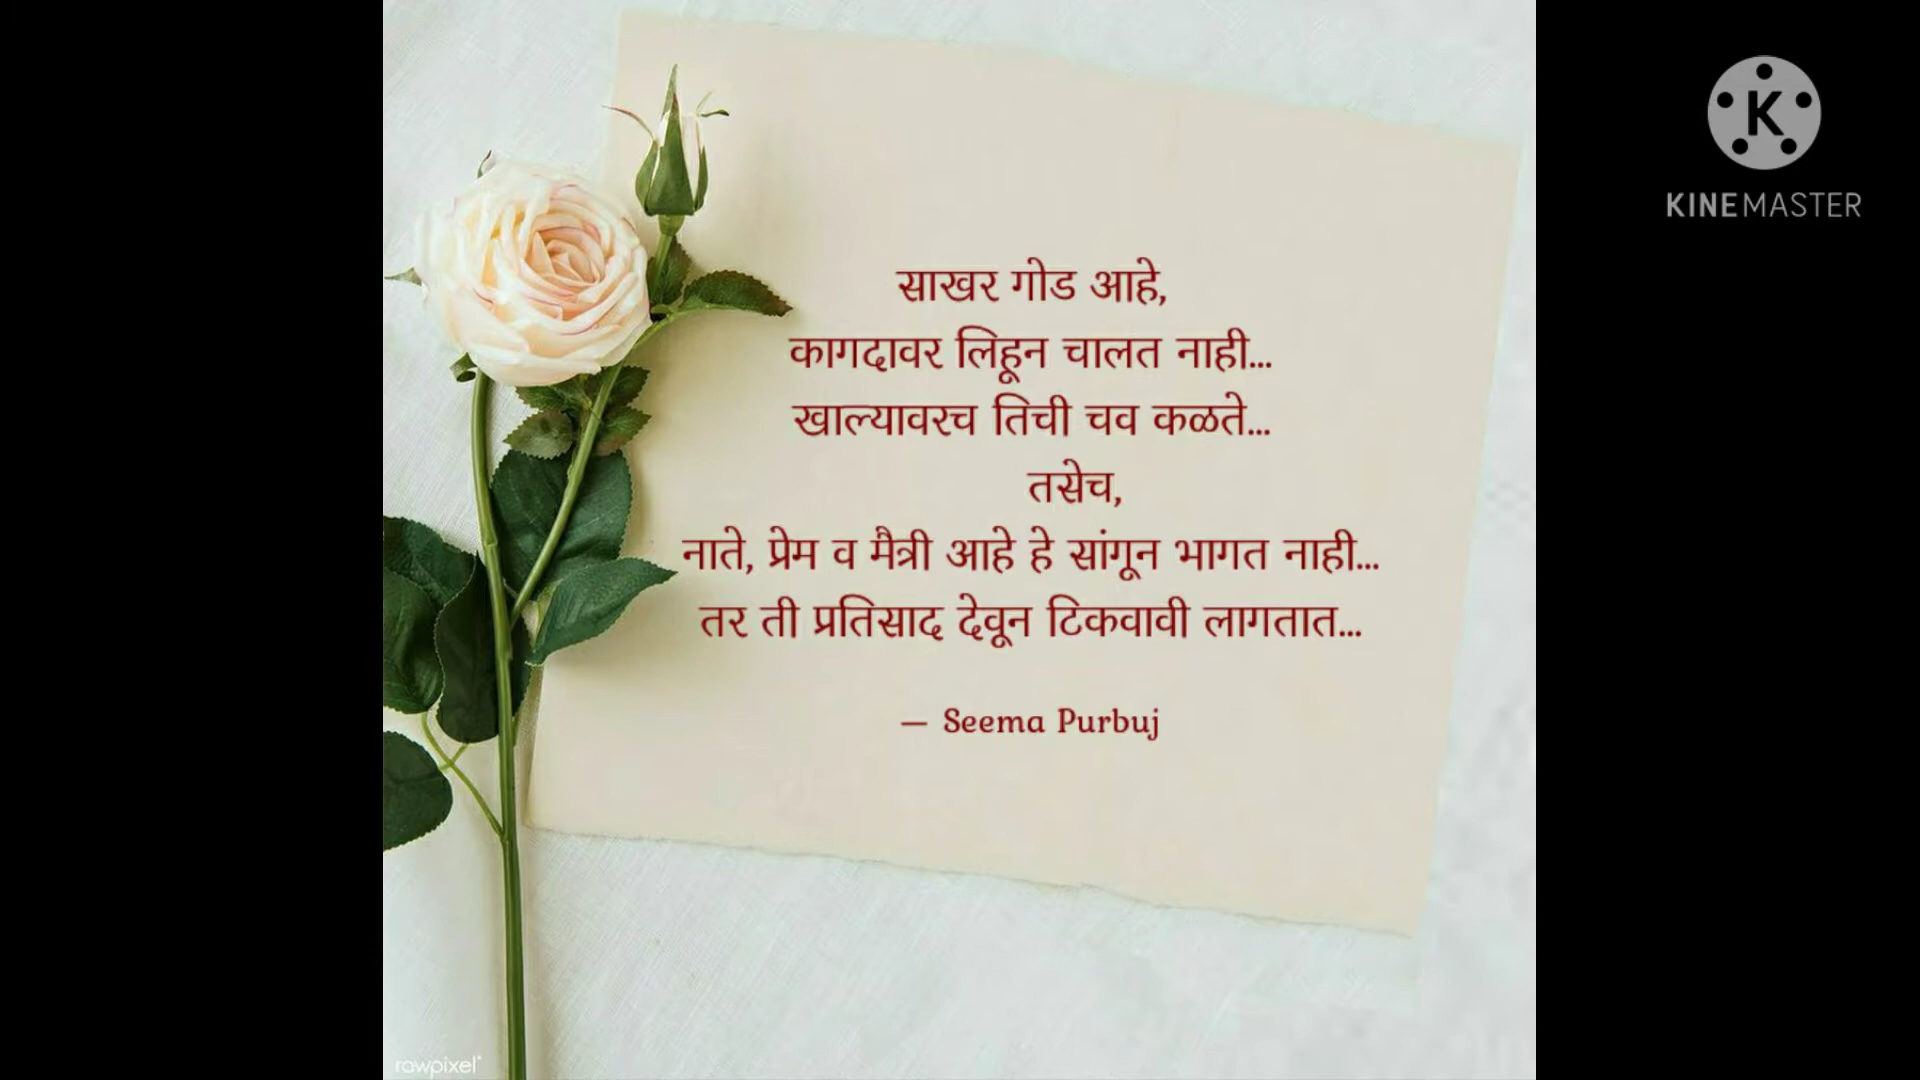 साखर गोड आहे,
कागदावर लिहून चालत नाही...
खाल्यावरच तिची चव कळते...
तसेच,
नाते, प्रेम व मैत्री आहे हे सांगून भागत नाही...
तर ती प्रतिसाद देवून टिकवावी लागतात...
— Seema Purbuj
K
KINEMASTER
rawpixel